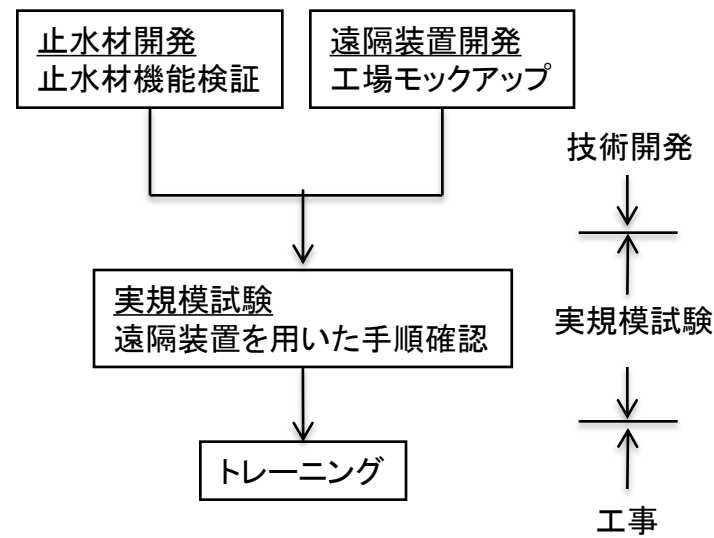 止水材開発
止水材機能検証
遠隔装置開発
工場モックアップ
技術開発
実規模試験
遠隔装置を用いた手順確認
実規模試験
トレーニング
工事